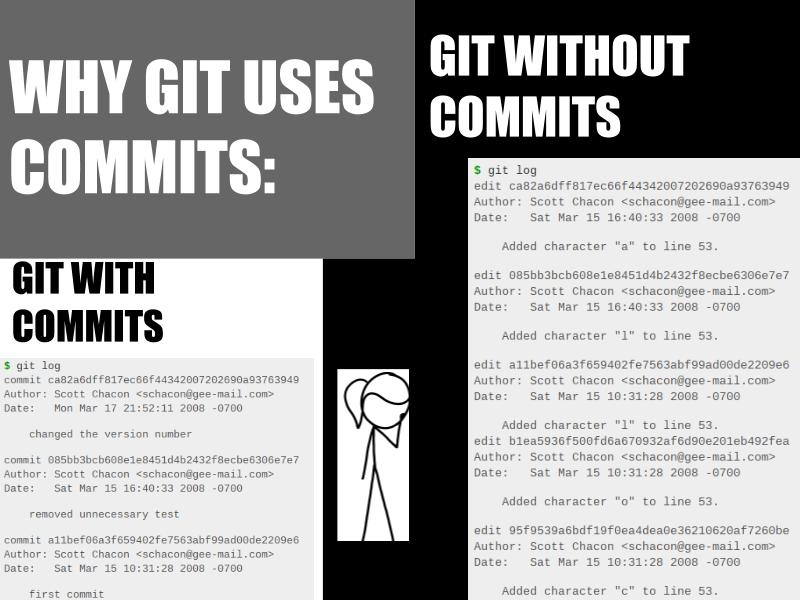 WHY GIT USES
COMMITS:
GIT WITH
COMMITS
$ git log
commit ca82a6dff817ec66f44342007202690a93763949
Author: Scott Chacon <schacon@gee-mail.com>
Date:   Mon Mar 17 21:52:11 2008 -0700
changed the version number
commit 085bb3bcb608e1e8451d4b2432f8ecbe6306e7e7
Author: Scott Chacon <schacon@gee-mail.com>
Date:   Sat Mar 15 16:40:33 2008 -0700
removed unnecessary test
commit a11bef06a3f659402fe7563abf99ad00de2209e6
Author: Scott Chacon <schacon@gee-mail.com>
Date:   Sat Mar 15 10:31:28 2008 -0700
first commit
GIT WITHOUT
COMMITS
$ git log
edit ca82a6dff817ec66f44342007202690a93763949
Author: Scott Chacon <schacon@gee-mail.com>
Date:   Sat Mar 15 16:40:33 2008 -0700
Added character "a" to line 53.
edit 085bb3bcb608e1e8451d4b2432f8ecbe6306e7e7
Author: Scott Chacon <schacon@gee-mail.com>
Date:   Sat Mar 15 16:40:33 2008 -0700
Added character "l" to line 53.
edit a11bef06a3f659402fe7563abf99ad00de2209e6
Author: Scott Chacon <schacon@gee-mail.com>
Date:   Sat Mar 15 10:31:28 2008 -0700
Added character "l" to line 53.
edit b1ea5936f500fd6a670932af6d90e201eb492fea
Author: Scott Chacon <schacon@gee-mail.com>
Date:   Sat Mar 15 10:31:28 2008 -0700
Added character "o" to line 53.
edit 95f9539a6bdf19f0ea4dea0e36210620af7260be
Author: Scott Chacon <schacon@gee-mail.com>
Date:   Sat Mar 15 10:31:28 2008 -0700
Added character "c" to line 53.